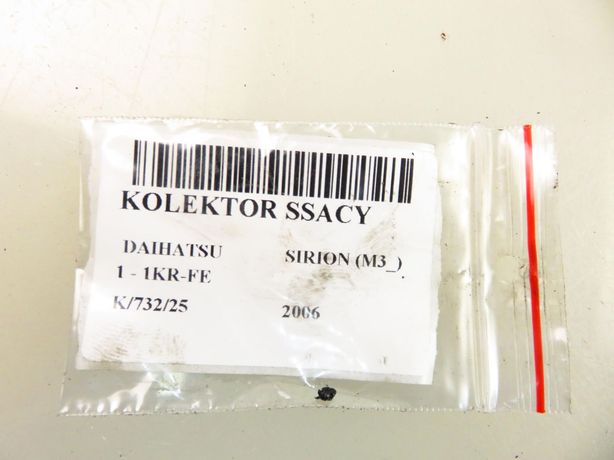 KOLEKTOR SSACY
DAIHATSU SIRION (M3_)
1 - 1KR-FE
K/732/25 2006